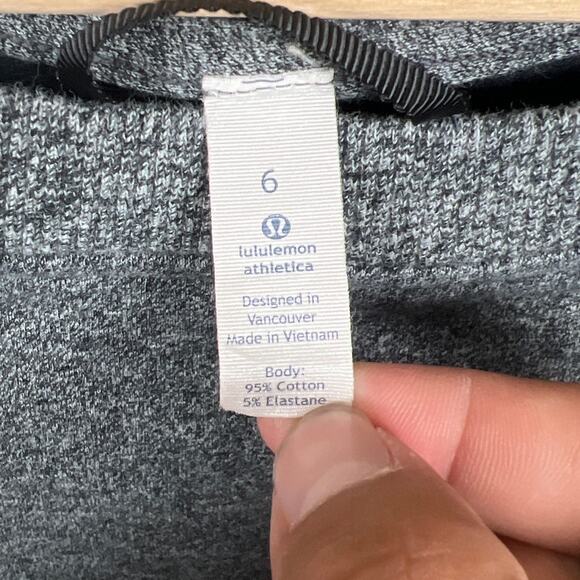 6
lululemon
athletica
Designed in
Vancouver
Made in Vietnam
Body:
95% Cotton
5% Elastane